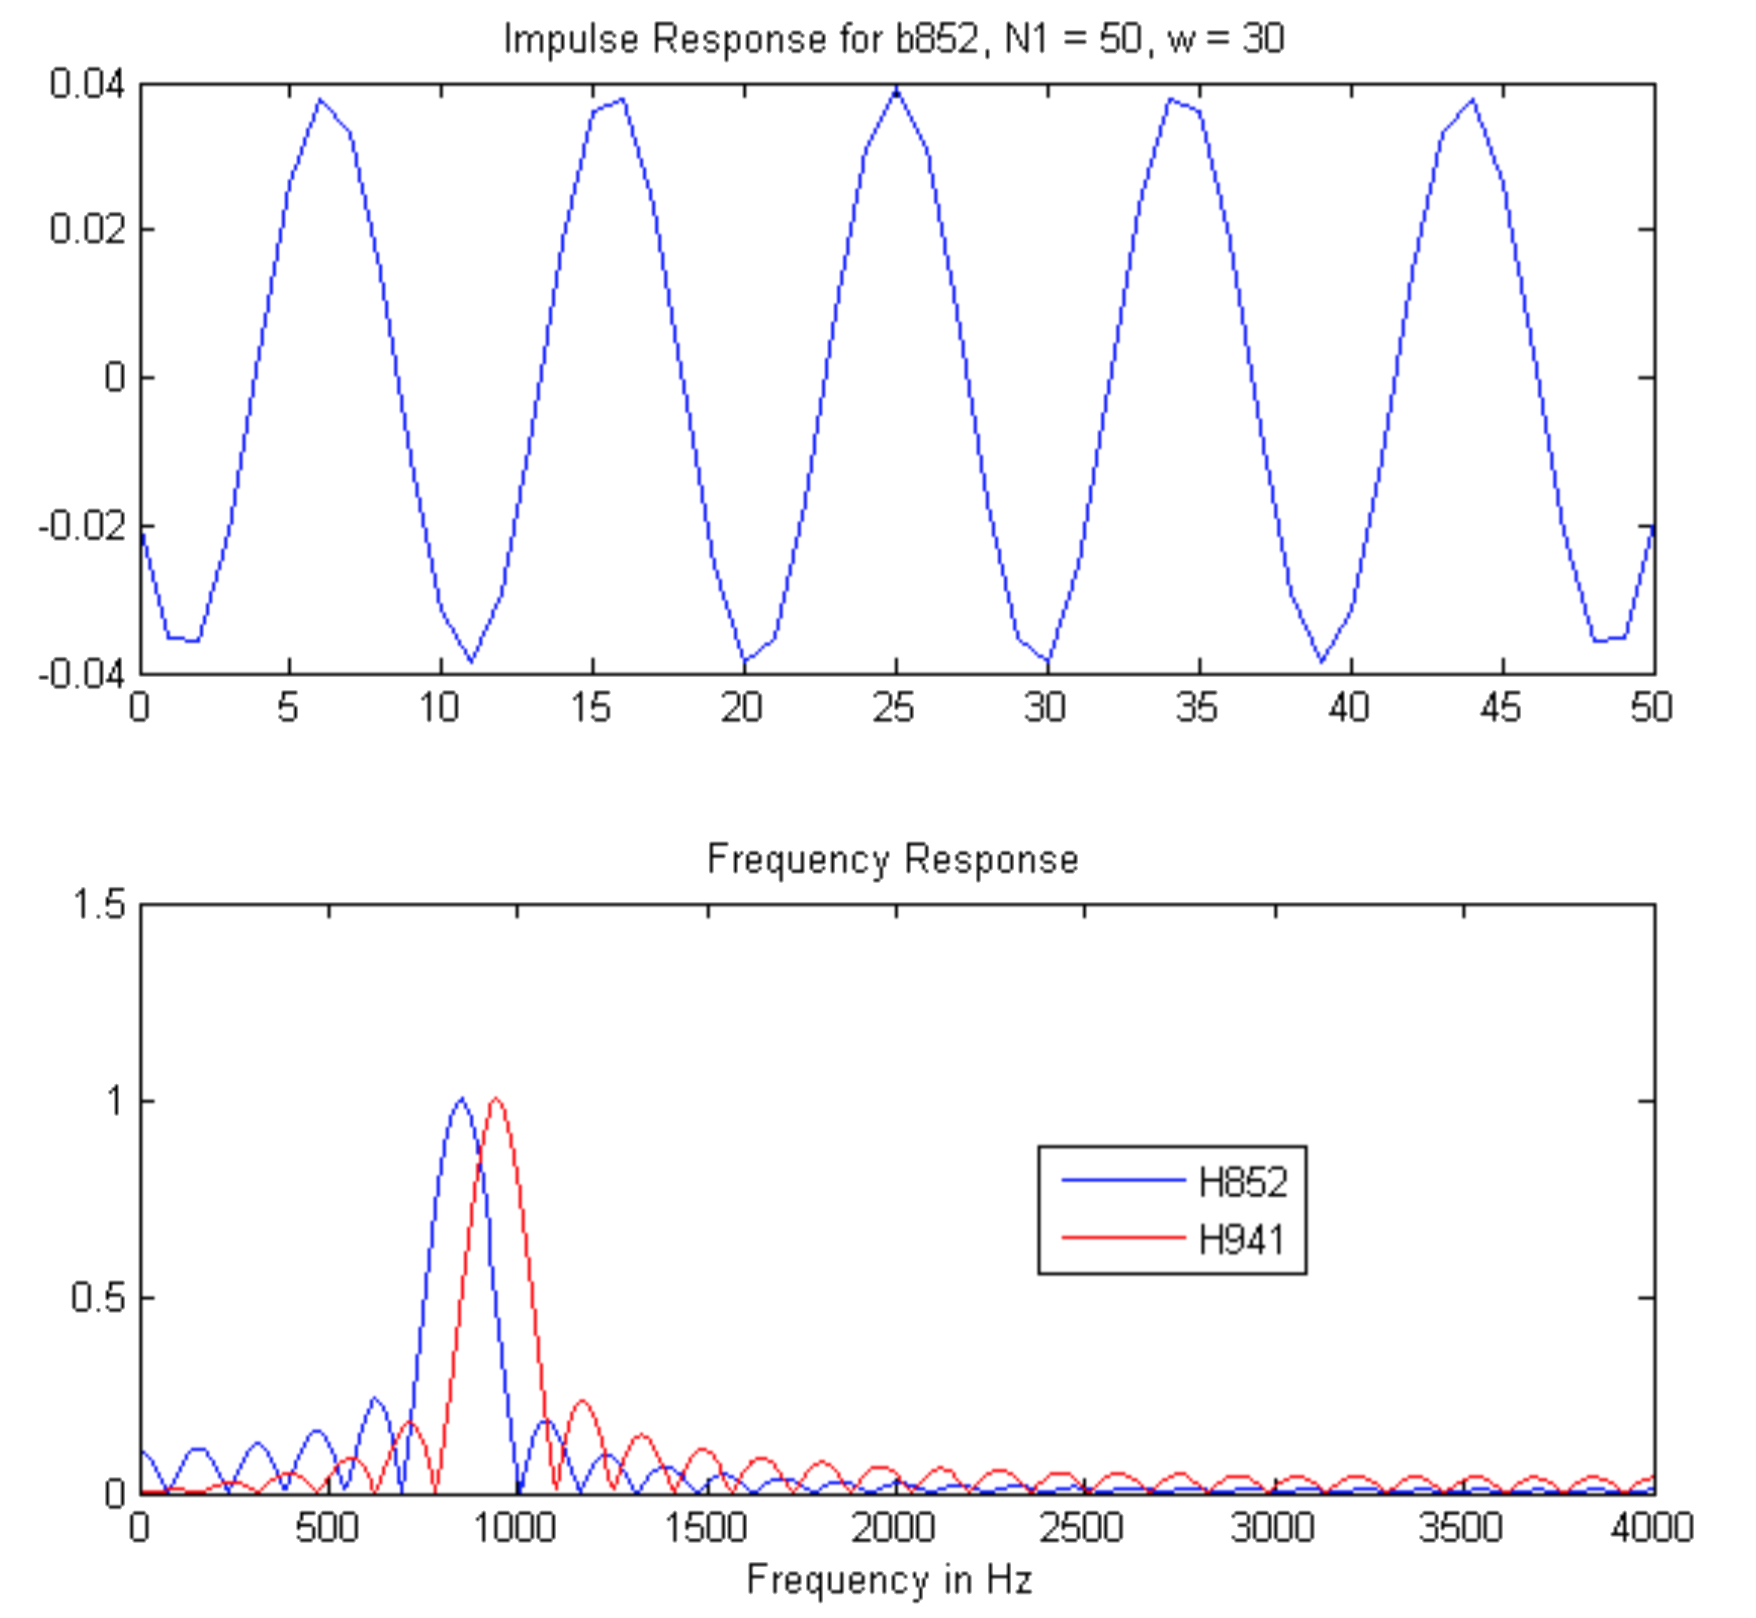 Impulse Response for b852, N1 = 50, w = 30
0.04
0.02
0
-0.02
-0.04
0 5 10 15 20 25 30 35 40 45 50
Frequency Response
1.5
1
0.5
0
H852
H941
0 500 1000 1500 2000 2500 3000 3500 4000
Frequency in Hz